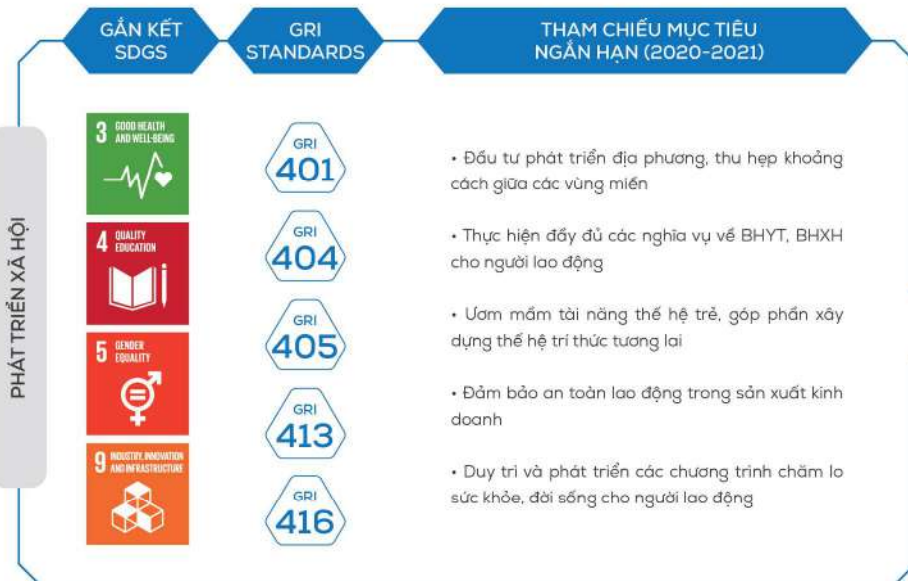 GẮN KẾT
SDGS
GRI
STANDARDS
THAM CHIẾU MỤC TIÊU
NGẮN HẠN (2020-2021)
PHÁT TRIỂN XÃ HỘI
3 GOOD HEALTH
AND WELL-BEING
4 QUALITY
EDUCATION
5 GENDER
EQUALITY
9 INDUSTRY, INNOVATION
AND INFRASTRUCTURE
GRI
401
GRI
404
GRI
405
GRI
413
GRI
416
• Đầu tư phát triển địa phương, thu hẹp khoảng
cách giữa các vùng miền
• Thực hiện đầy đủ các nghĩa vụ về BHYT, BHXH
cho người lao động
• Ươm mầm tài năng thế hệ trẻ, góp phần xây
dựng thế hệ trí thức tương lai
• Đảm bảo an toàn lao động trong sản xuất kinh
doanh
• Duy trì và phát triển các chương trình chăm lo
sức khỏe, đời sống cho người lao động